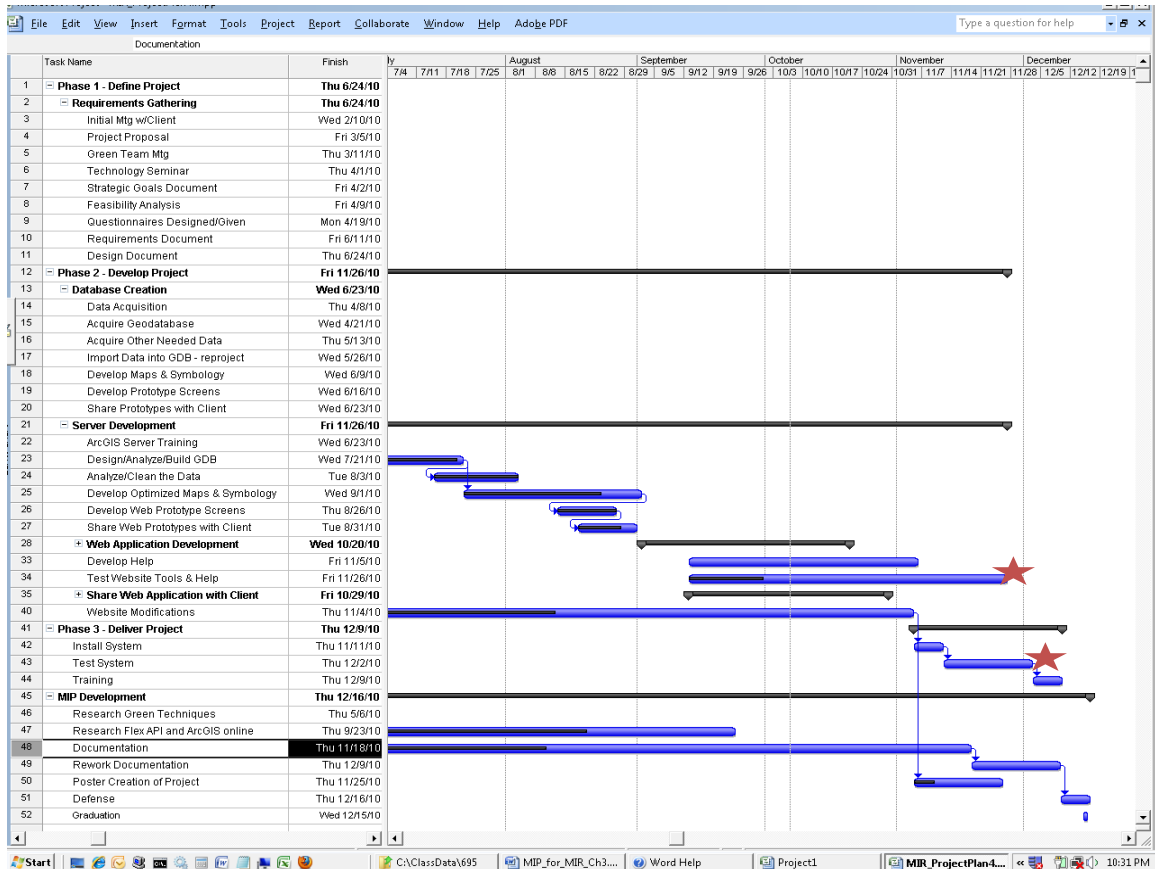 File Edit View Insert Format Tools Project Report Collaborate Window Help Adobe PDF Type a question for help
Documentation
Task Name Finish
August September October November December
7/4 7/11 7/18 7/25 8/1 8/8 8/15 8/22 8/29 9/5 9/12 9/19 9/26 10/3 10/10 10/17 10/24 10/31 11/7 11/14 11/21 11/28 12/5 12/12 12/19
1 Phase 1 - Define Project Thu 6/24/10
2 Requirements Gathering Thu 6/24/10
3 Initial Mtg w/Client Wed 2/10/10
4 Project Proposal Fri 3/5/10
5 Green Team Mtg Thu 3/11/10
6 Technology Seminar Thu 4/1/10
7 Strategic Goals Document Fri 4/2/10
8 Feasibility Analysis Fri 4/9/10
9 Questionnaires Designed/Given Mon 4/19/10
10 Requirements Document Fri 6/11/10
11 Design Document Thu 6/24/10
12 Phase 2 - Develop Project Fri 11/26/10
13 Database Creation Wed 6/23/10
14 Data Acquisition Thu 4/8/10
15 Acquire Geodatabase Wed 4/21/10
16 Acquire Other Needed Data Thu 5/13/10
17 Import Data into GDB - reproject Wed 5/26/10
18 Develop Maps & Symbology Wed 6/9/10
19 Develop Prototype Screens Wed 6/16/10
20 Share Prototypes with Client Wed 6/23/10
21 Server Development Fri 11/26/10
22 ArcGIS Server Training Wed 6/23/10
23 Design/Analyze/Build GDB Wed 7/21/10
24 Analyze/Clean the Data Tue 8/3/10
25 Develop Optimized Maps & Symbology Wed 9/1/10
26 Develop Web Prototype Screens Thu 8/26/10
27 Share Web Prototypes with Client Tue 8/31/10
28 Web Application Development Wed 10/20/10
33 Develop Help Fri 11/5/10
34 Test Website Tools & Help Fri 11/26/10
35 Share Web Application with Client Fri 10/29/10
40 Website Modifications Thu 11/4/10
41 Phase 3 - Deliver Project Thu 12/9/10
42 Install System Thu 11/11/10
43 Test System Thu 12/2/10
44 Training Thu 12/9/10
45 MIP Development Thu 12/16/10
46 Research Green Techniques Thu 5/6/10
47 Research Flex API and ArcGIS online Thu 9/23/10
48 Documentation Thu 11/18/10
49 Rework Documentation Thu 12/9/10
50 Poster Creation of Project Thu 11/25/10
51 Defense Thu 12/16/10
52 Graduation Wed 12/15/10
Start C:\ClassData\695 MIP_for_MIR_Ch3.... Word Help Project1 MIR_ProjectPlan4.... 10:31 PM